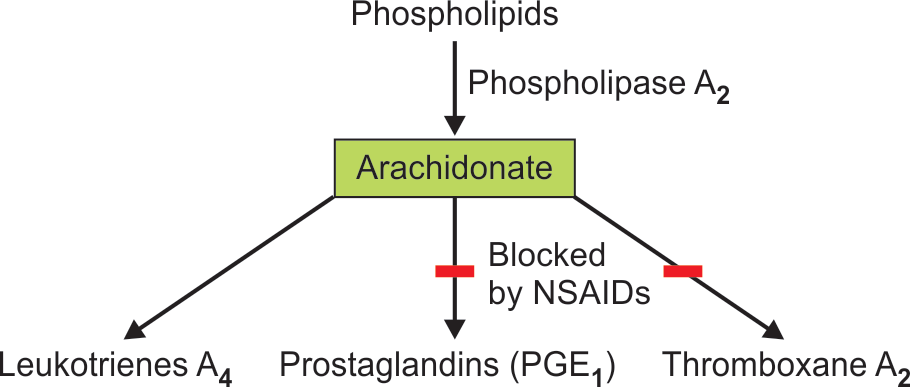 Phospholipids
Phospholipase A₂
Arachidonate
Blocked
by NSAIDs
Leukotrienes A₄
Prostaglandins (PGE₁)
Thromboxane A₂